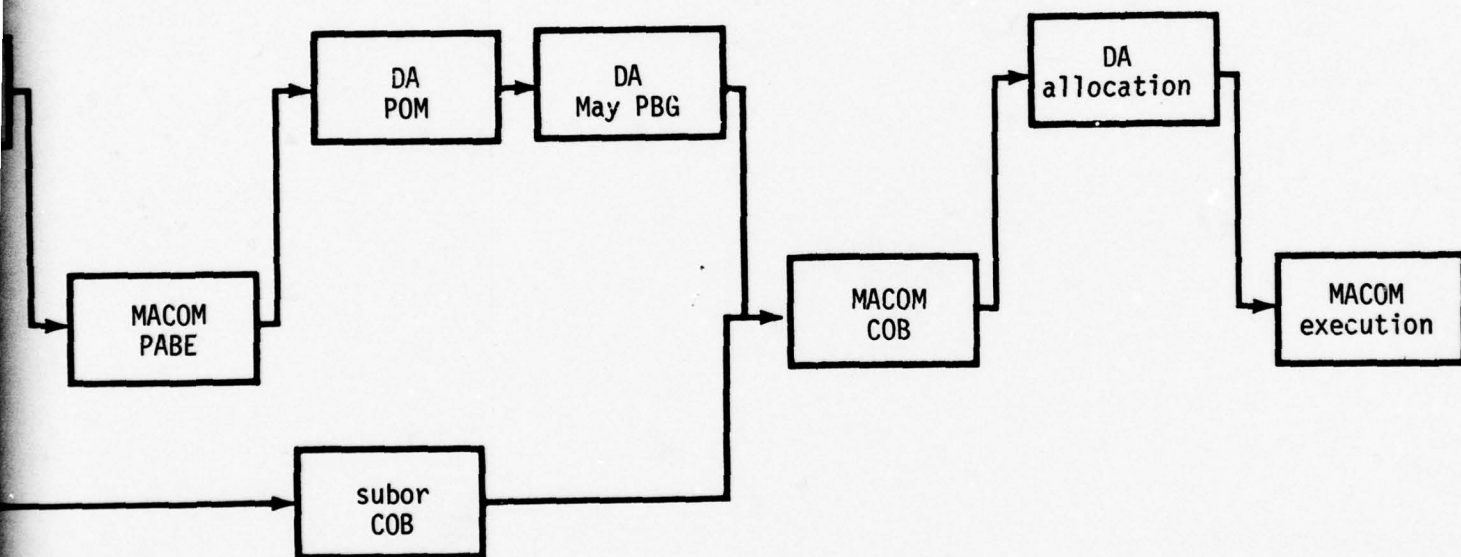 DA
POM
DA
May PBG
DA
allocation
MACOM
PABE
MACOM
COB
MACOM
execution
subor
COB